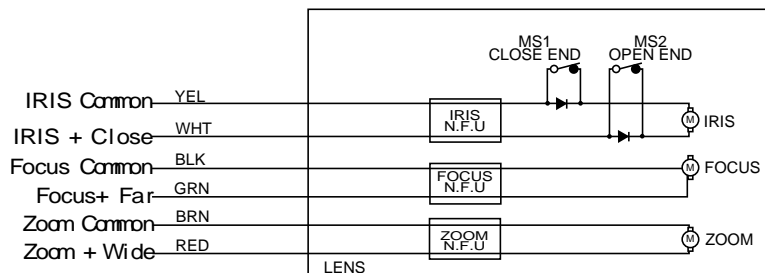 MS1
CLOSE END
MS2
OPEN END
IRIS Common YEL
IRIS
N.F.U
M IRIS
IRIS + Close WHT
Focus Common BLK
FOCUS
N.F.U
M FOCUS
Focus+ Far GRN
Zoom Common BRN
ZOOM
N.F.U
M ZOOM
Zoom + Wide RED
LENS